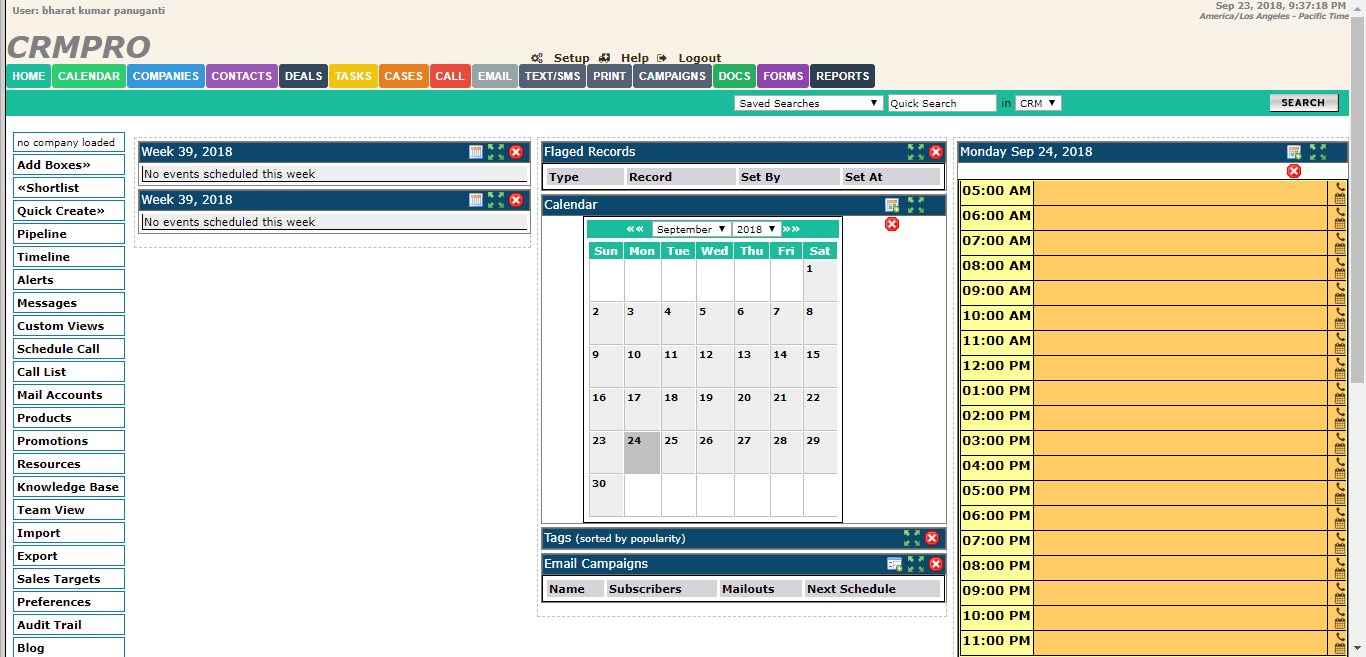 User: bharat kumar panuganti
Sep 23, 2018, 9:37:18 PM
America/Los Angeles - Pacific Time
CRMPRO
Setup Help Logout
HOME CALENDAR COMPANIES CONTACTS DEALS TASKS CASES CALL EMAIL TEXT/SMS PRINT CAMPAIGNS DOCS FORMS REPORTS
Saved Searches Quick Search in CRM SEARCH
no company loaded
Add Boxes»
«Shortlist
Quick Create»
Pipeline
Timeline
Alerts
Messages
Custom Views
Schedule Call
Call List
Mail Accounts
Products
Promotions
Resources
Knowledge Base
Team View
Import
Export
Sales Targets
Preferences
Audit Trail
Blog
Week 39, 2018
No events scheduled this week
Week 39, 2018
No events scheduled this week
Flaged Records
Type Record Set By Set At
Calendar
«« September 2018 »»
Sun Mon Tue Wed Thu Fri Sat
1
2 3 4 5 6 7 8
9 10 11 12 13 14 15
16 17 18 19 20 21 22
23 24 25 26 27 28 29
30
Tags (sorted by popularity)
Email Campaigns
Name Subscribers Mailouts Next Schedule
Monday Sep 24, 2018
05:00 AM
06:00 AM
07:00 AM
08:00 AM
09:00 AM
10:00 AM
11:00 AM
12:00 PM
01:00 PM
02:00 PM
03:00 PM
04:00 PM
05:00 PM
06:00 PM
07:00 PM
08:00 PM
09:00 PM
10:00 PM
11:00 PM